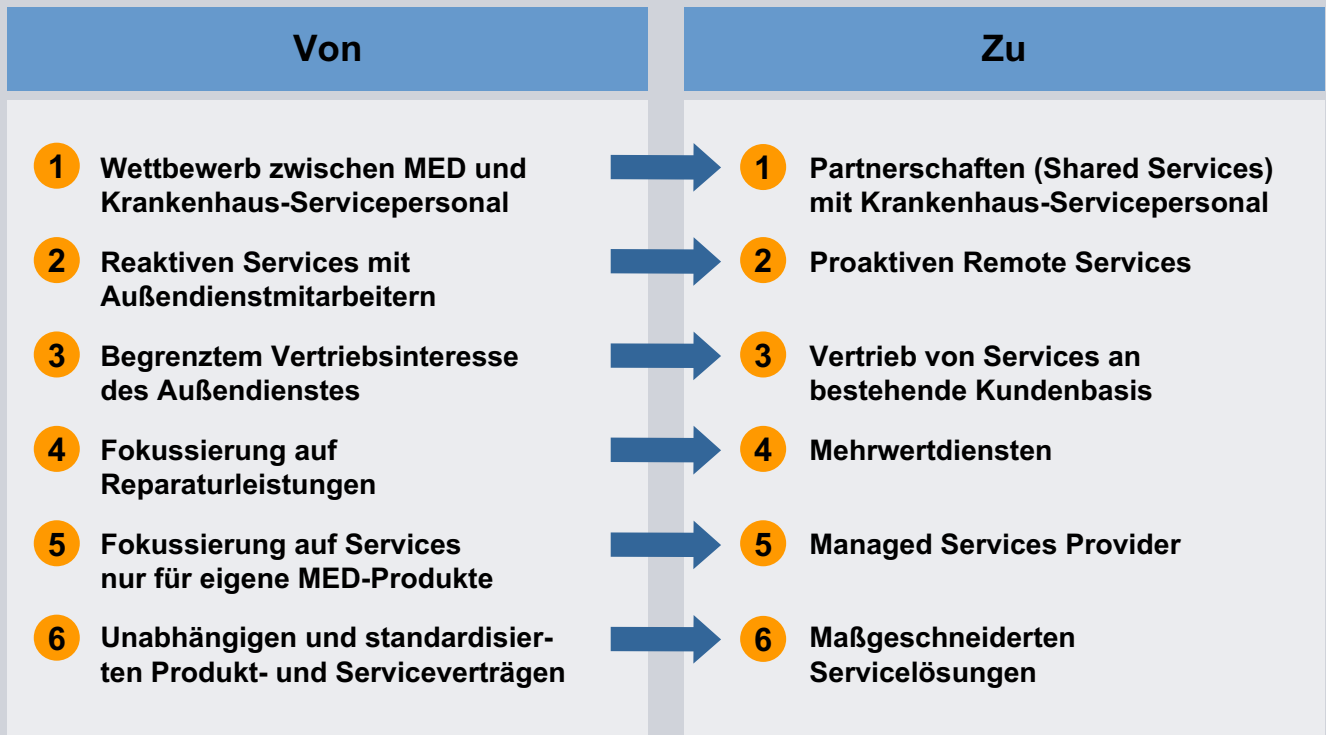 Von
Zu
1 Wettbewerb zwischen MED und
Krankenhaus-Servicepersonal
1 Partnerschaften (Shared Services)
mit Krankenhaus-Servicepersonal
2 Reaktiven Services mit
Außendienstmitarbeitern
2 Proaktiven Remote Services
3 Begrenztem Vertriebsinteresse
des Außendienstes
3 Vertrieb von Services an
bestehende Kundenbasis
4 Fokussierung auf
Reparaturleistungen
4 Mehrwertdiensten
5 Fokussierung auf Services
nur für eigene MED-Produkte
5 Managed Services Provider
6 Unabhängigen und standardisier-
ten Produkt- und Serviceverträgen
6 Maßgeschneiderten
Servicelösungen